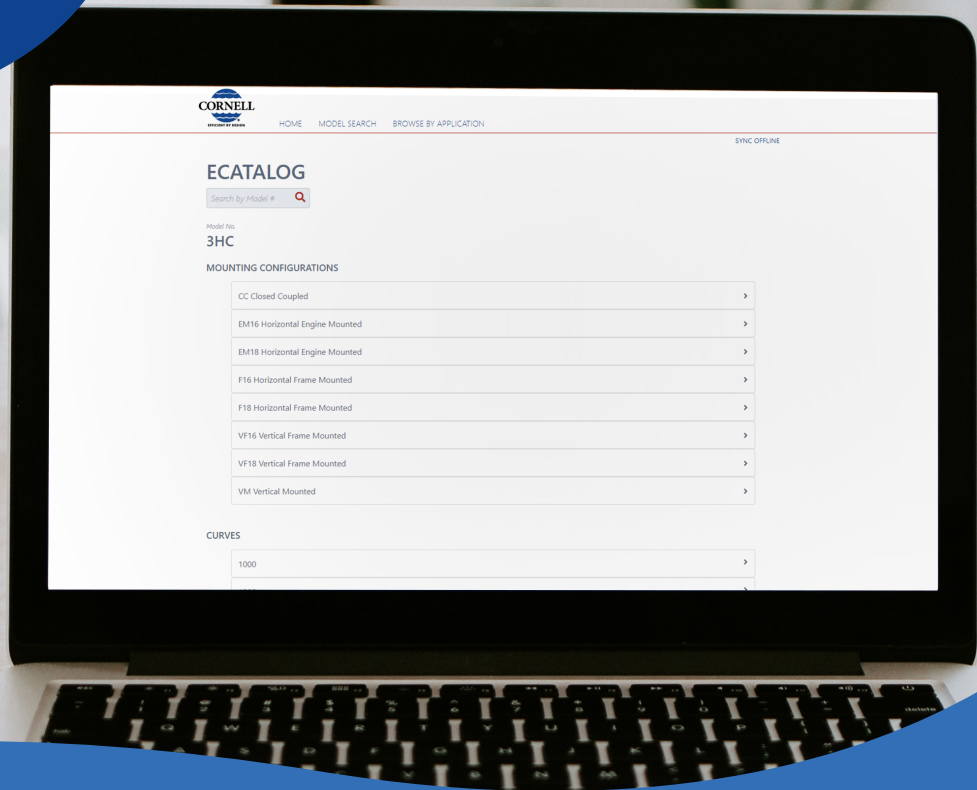 CORNELL
EFFICIENT BY DESIGN
HOME MODEL SEARCH BROWSE BY APPLICATION
SYNC OFFLINE
ECATALOG
Search by Model #
Model No.
3HC
MOUNTING CONFIGURATIONS
CC Closed Coupled
EM16 Horizontal Engine Mounted
EM18 Horizontal Engine Mounted
F16 Horizontal Frame Mounted
F18 Horizontal Frame Mounted
VF16 Vertical Frame Mounted
VF18 Vertical Frame Mounted
VM Vertical Mounted
CURVES
1000
delete
Q W E R T Y U I O P
A S D F G H J K L